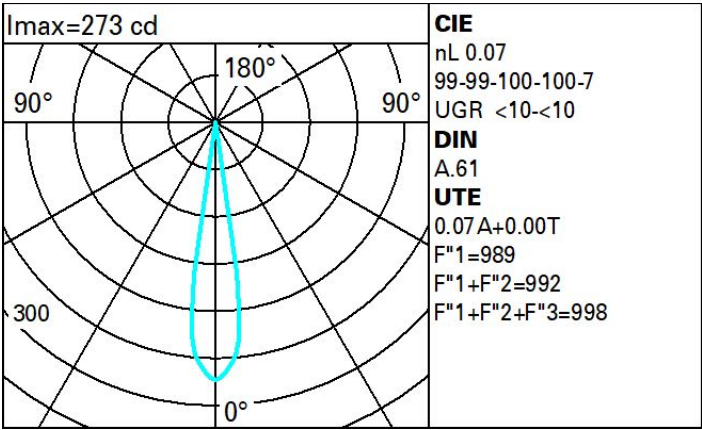 Imax=273 cd
180°
90°
90°
300
0°
CIE
nL 0.07
99-99-100-100-7
UGR <10-<10
DIN
A.61
UTE
0.07A+0.00T
F"1=989
F"1+F"2=992
F"1+F"2+F"3=998